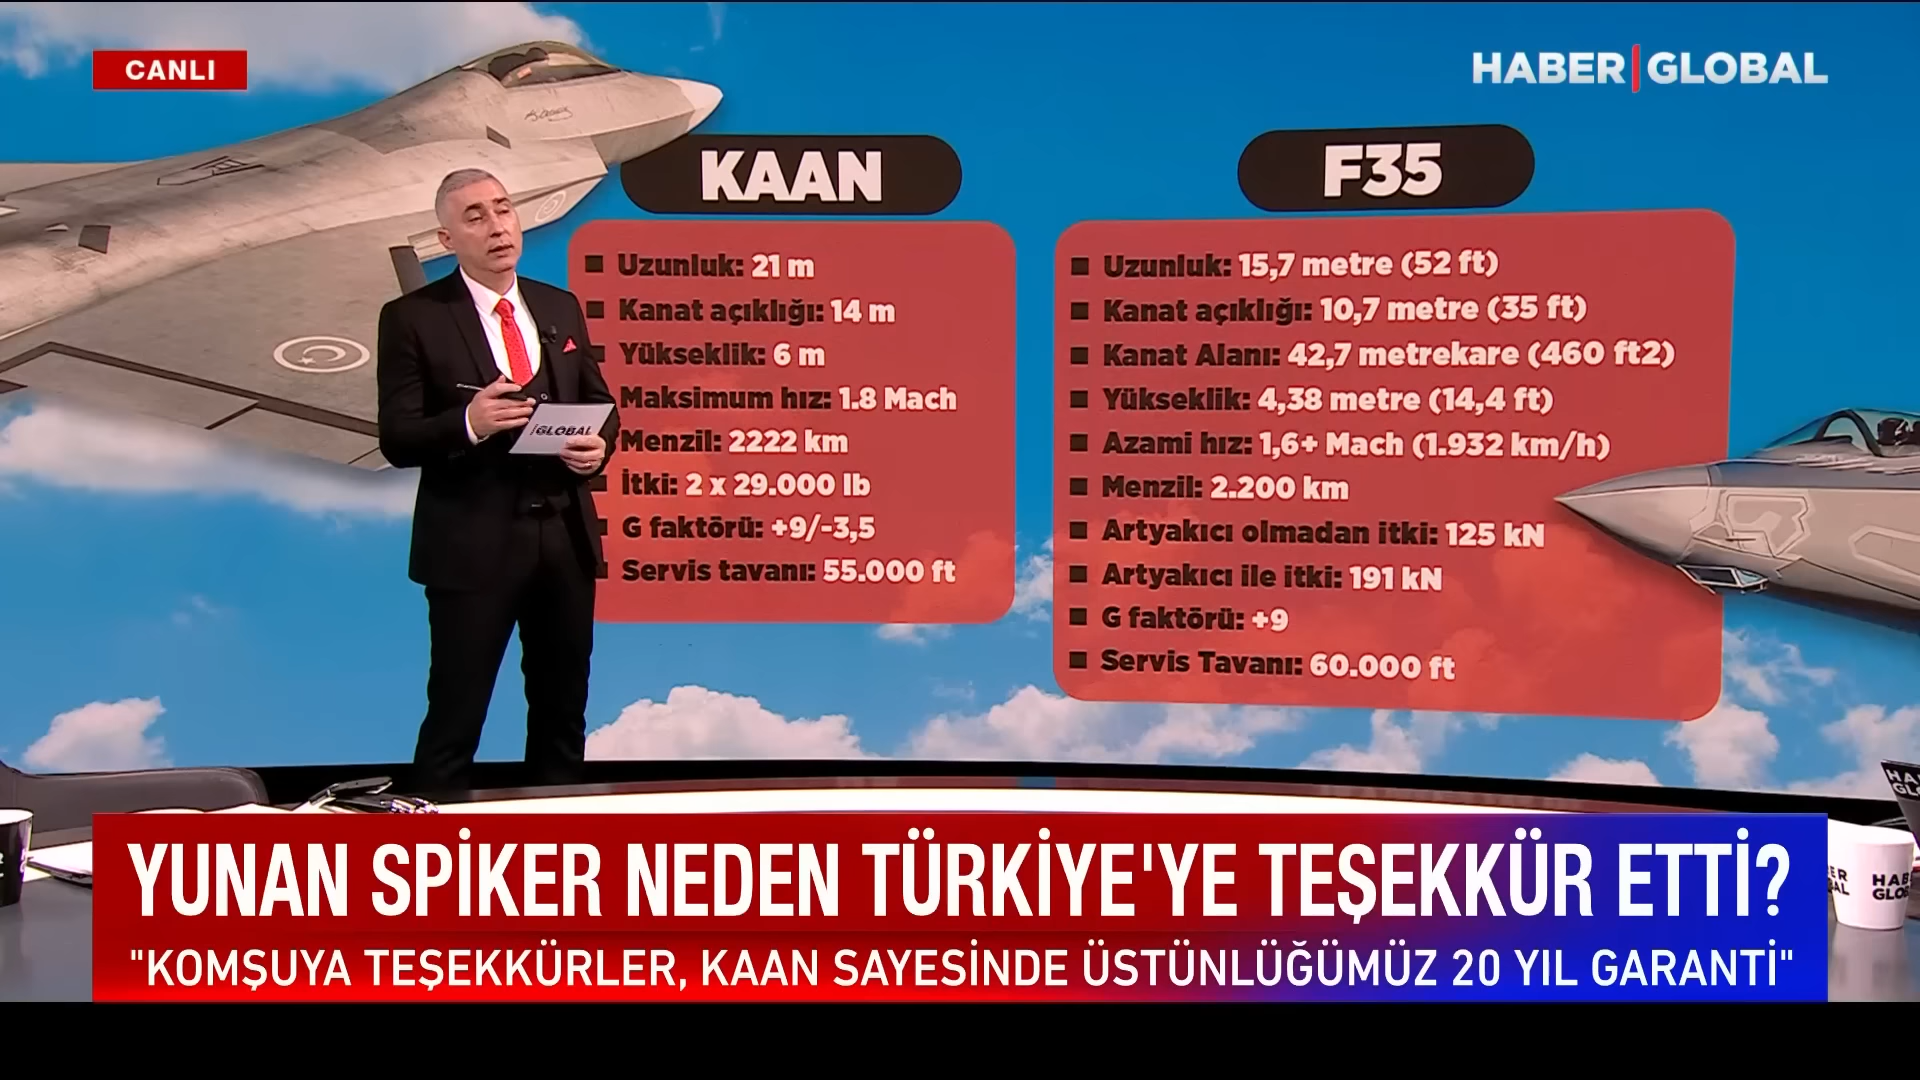 CANLI
HABER GLOBAL
KAAN
Uzunluk: 21 m
Kanat açıklığı: 14 m
Yükseklik: 6 m
Maksimum hız: 1.8 Mach
Menzil: 2222 km
İtki: 2 x 29.000 lb
G faktörü: +9/-3,5
Servis tavanı: 55.000 ft
F35
Uzunluk: 15,7 metre (52 ft)
Kanat açıklığı: 10,7 metre (35 ft)
Kanat Alanı: 42,7 metrekare (460 ft2)
Yükseklik: 4,38 metre (14,4 ft)
Azami hız: 1,6+ Mach (1.932 km/h)
Menzil: 2.200 km
Artyakıcı olmadan itki: 125 kN
Artyakıcı ile itki: 191 kN
G faktörü: +9
Servis Tavanı: 60.000 ft
GLOBAL
YUNAN SPİKER NEDEN TÜRKİYE'YE TEŞEKKÜR ETTİ?
"KOMŞUYA TEŞEKKÜRLER, KAAN SAYESİNDE ÜSTÜNLÜĞÜMÜZ 20 YIL GARANTİ"